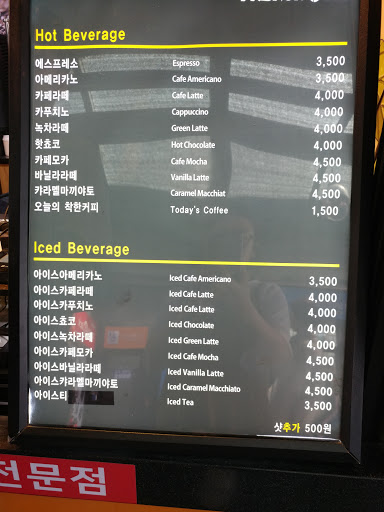 Hot Beverage
에스프레소 Espresso 3,500
아메리카노 Cafe Americano 3,500
카페라떼 Cafe Latte 4,000
카푸치노 Cappuccino 4,000
녹차라떼 Green Latte 4,000
핫쵸코 Hot Chocolate 4,000
카페모카 Cafe Mocha 4,500
바닐라라떼 Vanilla Latte 4,500
카라멜마끼야또 Caramel Macchiat 4,500
오늘의 착한커피 Today's Coffee 1,500
Iced Beverage
아이스아메리카노 Iced Cafe Americano 3,500
아이스카페라떼 Iced Cafe Latte 4,000
아이스카푸치노 Iced Cafe Latte 4,000
아이스쵸코 Iced Chocolate 4,000
아이스녹차라떼 Iced Green Latte 4,000
아이스카페모카 Iced Cafe Mocha 4,500
아이스바닐라라떼 Iced Vanilla Latte 4,500
아이스카라멜마끼야또 Iced Caramel Macchiato 4,500
아이스티 Iced Tea 3,500
샷추가 500원
전문점